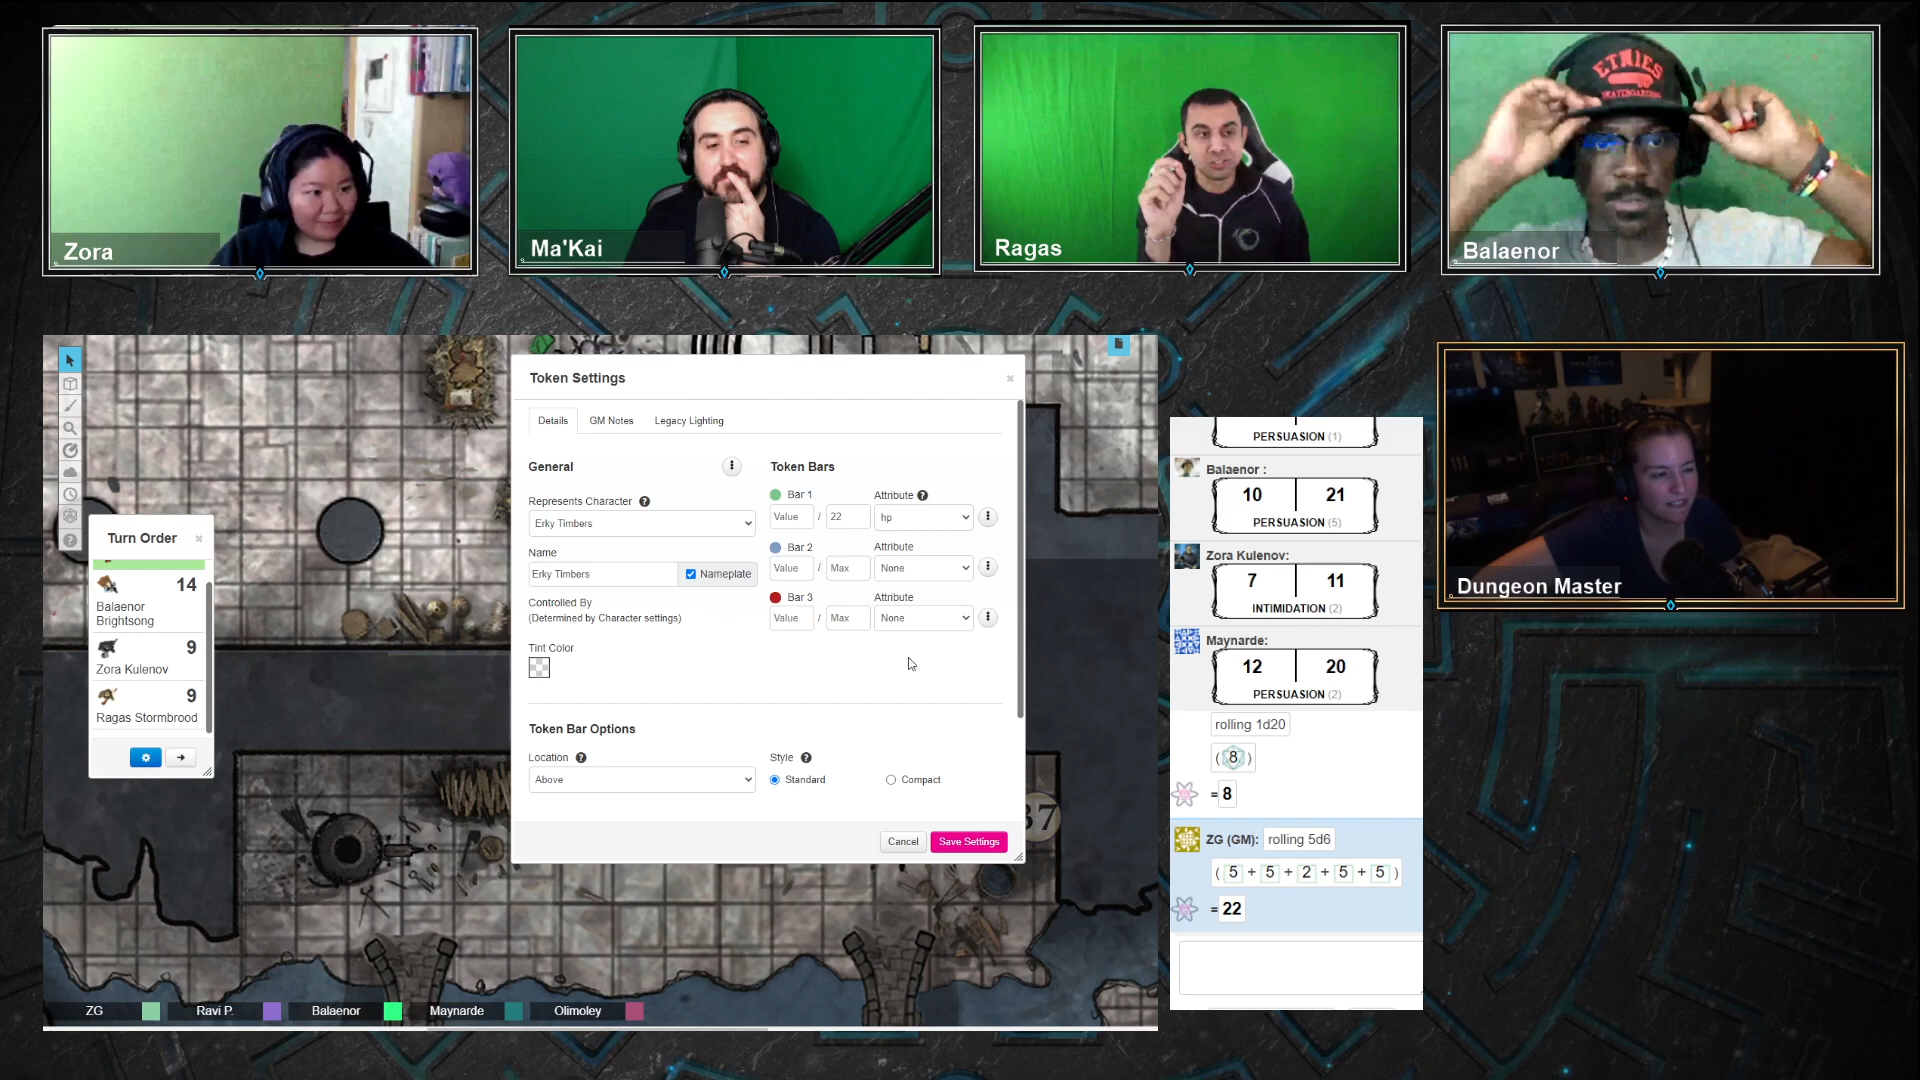 Zora
Ma'Kai
Ragas
ETNIES
SKATEBOARDING
Balaenor
Dungeon Master
Turn Order
14
Balaenor
Brightsong
9
Zora Kulenov
9
Ragas Stormbrood
Token Settings
Details GM Notes Legacy Lighting
General
Represents Character
Erky Timbers
Name
Erky Timbers
Nameplate
Controlled By
(Determined by Character settings)
Tint Color
Token Bars
Bar 1 Attribute
Value / 22 hp
Bar 2 Attribute
Value / Max None
Bar 3 Attribute
Value / Max None
Token Bar Options
Location
Above
Style
Standard Compact
Cancel Save Settings
37
PERSUASION (1)
Balaenor :
10 21
PERSUASION (5)
Zora Kulenov:
7 11
INTIMIDATION (2)
Maynarde:
12 20
PERSUASION (2)
rolling 1d20
(8)
=8
ZG (GM): rolling 5d6
(5+5+2+5+5)
=22
ZG Ravi P. Balaenor Maynarde Olimoley